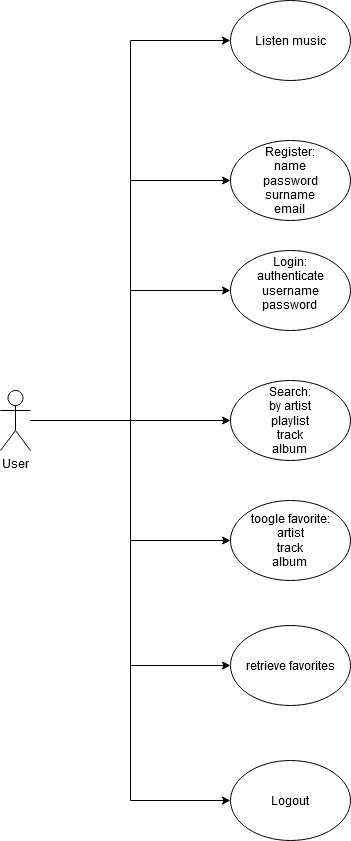 Listen music
Register:
name
password
surname
email
Login:
authenticate
username
password
Search:
by artist
playlist
track
album
User
toogle favorite:
artist
track
album
retrieve favorites
Logout